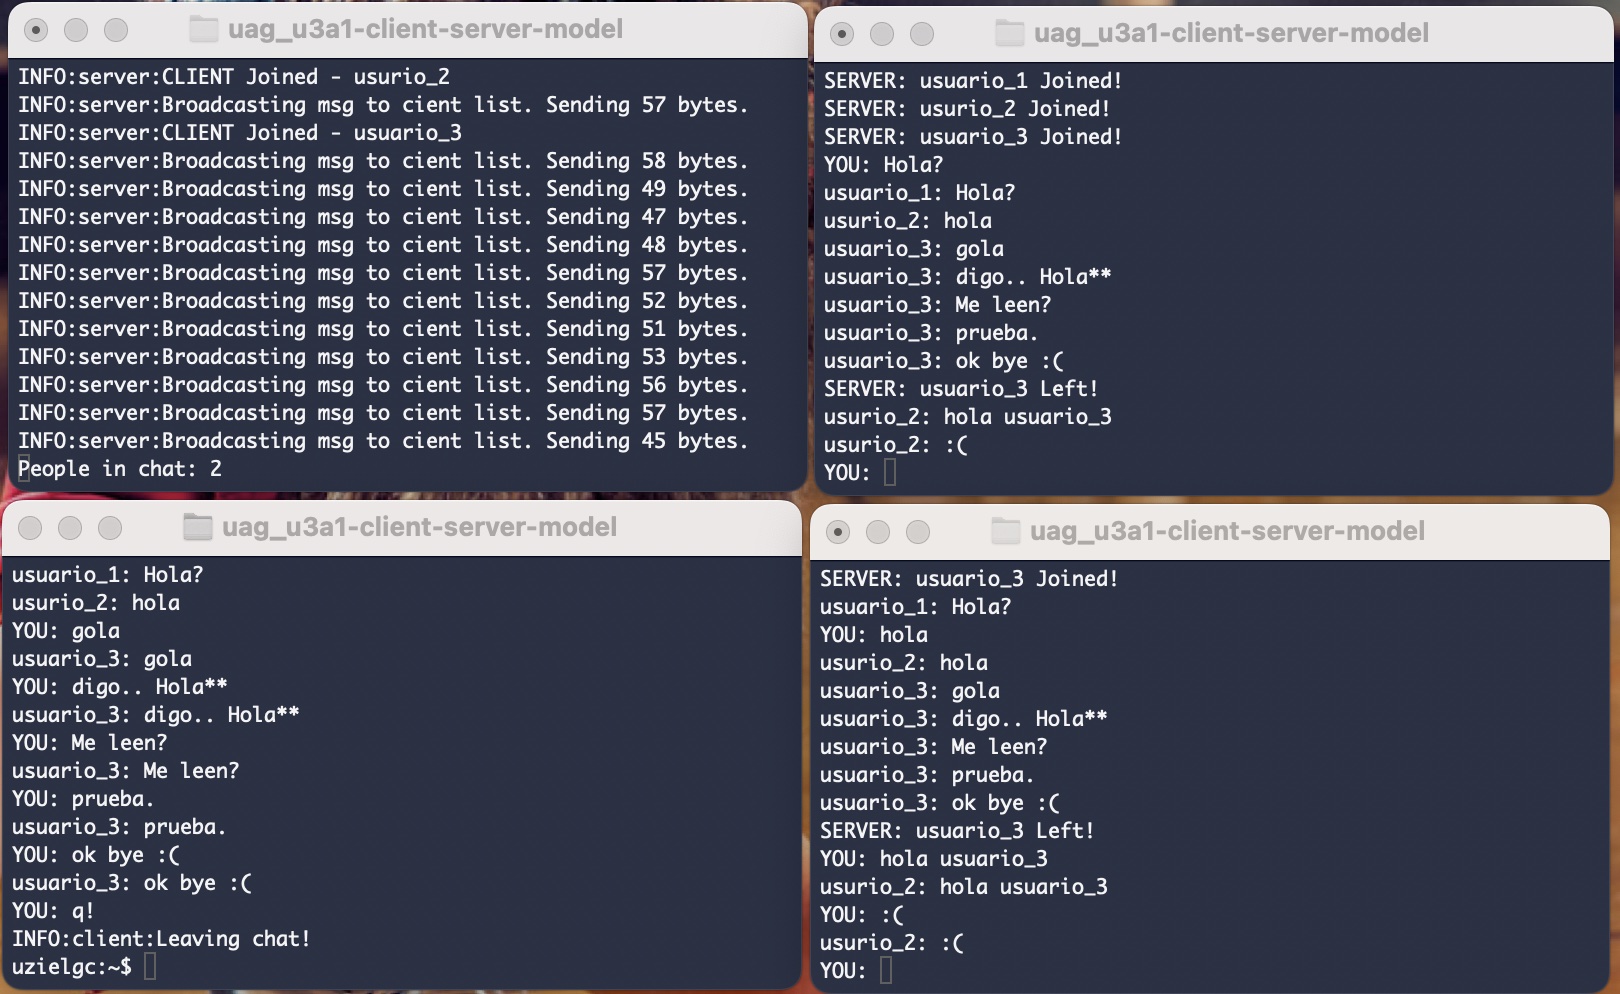 uag_u3a1-client-server-model
INFO:server:CLIENT Joined - usurio_2
INFO:server:Broadcasting msg to cient list. Sending 57 bytes.
INFO:server:CLIENT Joined - usuario_3
INFO:server:Broadcasting msg to cient list. Sending 58 bytes.
INFO:server:Broadcasting msg to cient list. Sending 49 bytes.
INFO:server:Broadcasting msg to cient list. Sending 47 bytes.
INFO:server:Broadcasting msg to cient list. Sending 48 bytes.
INFO:server:Broadcasting msg to cient list. Sending 57 bytes.
INFO:server:Broadcasting msg to cient list. Sending 52 bytes.
INFO:server:Broadcasting msg to cient list. Sending 51 bytes.
INFO:server:Broadcasting msg to cient list. Sending 53 bytes.
INFO:server:Broadcasting msg to cient list. Sending 56 bytes.
INFO:server:Broadcasting msg to cient list. Sending 57 bytes.
INFO:server:Broadcasting msg to cient list. Sending 45 bytes.
People in chat: 2
uag_u3a1-client-server-model
SERVER: usuario_1 Joined!
SERVER: usurio_2 Joined!
SERVER: usuario_3 Joined!
YOU: Hola?
usuario_1: Hola?
usurio_2: hola
usuario_3: gola
usuario_3: digo.. Hola**
usuario_3: Me leen?
usuario_3: prueba.
usuario_3: ok bye :(
SERVER: usuario_3 Left!
usurio_2: hola usuario_3
usurio_2: :(
YOU:
uag_u3a1-client-server-model
usuario_1: Hola?
usurio_2: hola
YOU: gola
usuario_3: gola
YOU: digo.. Hola**
usuario_3: digo.. Hola**
YOU: Me leen?
usuario_3: Me leen?
YOU: prueba.
usuario_3: prueba.
YOU: ok bye :(
usuario_3: ok bye :(
YOU: q!
INFO:client:Leaving chat!
uzielgc:~$
uag_u3a1-client-server-model
SERVER: usuario_3 Joined!
usuario_1: Hola?
YOU: hola
usurio_2: hola
usuario_3: gola
usuario_3: digo.. Hola**
usuario_3: Me leen?
usuario_3: prueba.
usuario_3: ok bye :(
SERVER: usuario_3 Left!
YOU: hola usuario_3
usurio_2: hola usuario_3
YOU: :(
usurio_2: :(
YOU: